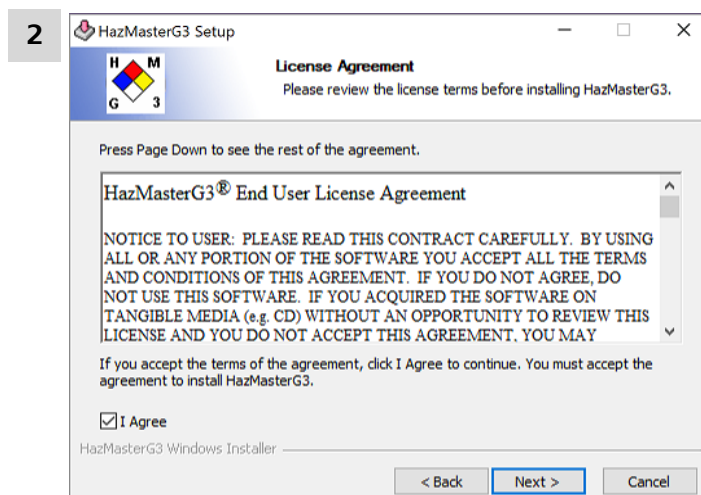 2
HazMasterG3 Setup
H M
G 3
License Agreement
Please review the license terms before installing HazMasterG3.
Press Page Down to see the rest of the agreement.
HazMasterG3® End User License Agreement
NOTICE TO USER: PLEASE READ THIS CONTRACT CAREFULLY. BY USING
ALL OR ANY PORTION OF THE SOFTWARE YOU ACCEPT ALL THE TERMS
AND CONDITIONS OF THIS AGREEMENT. IF YOU DO NOT AGREE, DO
NOT USE THIS SOFTWARE. IF YOU ACQUIRED THE SOFTWARE ON
TANGIBLE MEDIA (e.g. CD) WITHOUT AN OPPORTUNITY TO REVIEW THIS
LICENSE AND YOU DO NOT ACCEPT THIS AGREEMENT, YOU MAY
If you accept the terms of the agreement, click I Agree to continue. You must accept the
agreement to install HazMasterG3.
I Agree
HazMasterG3 Windows Installer
< Back Next > Cancel